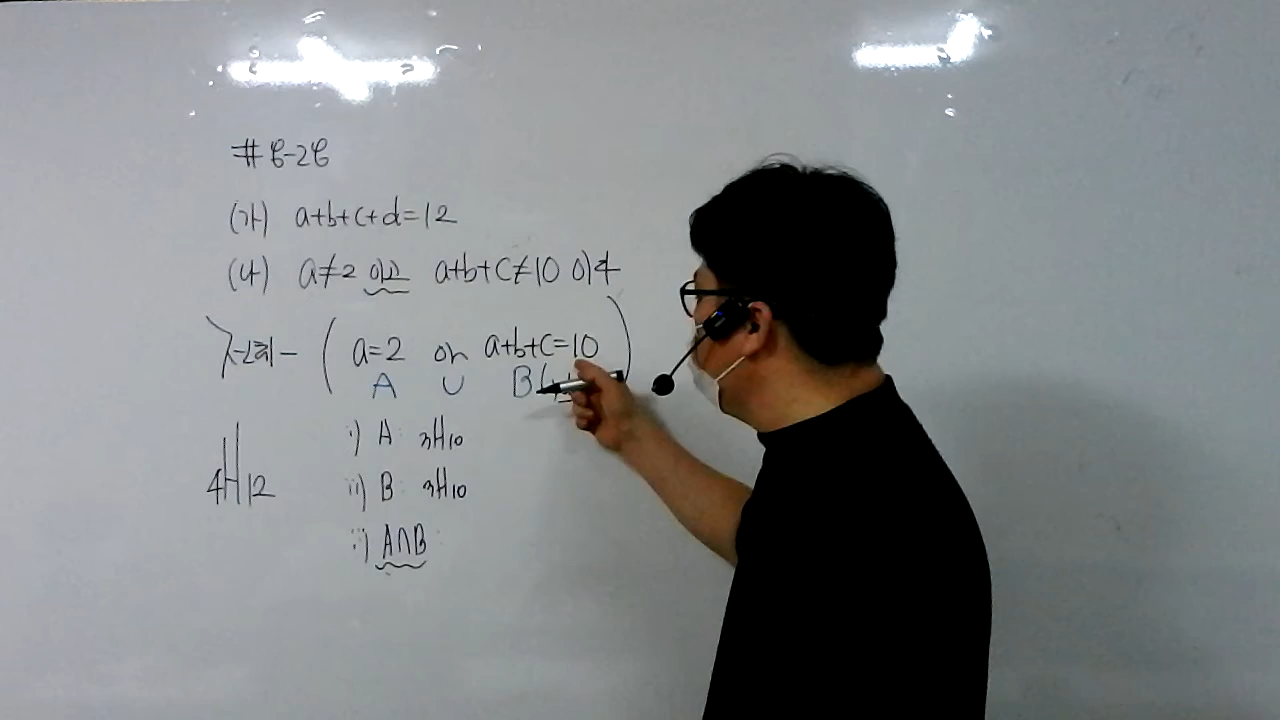 #B-2B
(가) a+b+c+d=12
(나) a≠2 이고 a+b+c≠10 이다
전체 - ( a=2 or a+b+c=10 )
A ∪ B
i) A: 3H10
4H12
ii) B: 3H10
iii) A∩B: